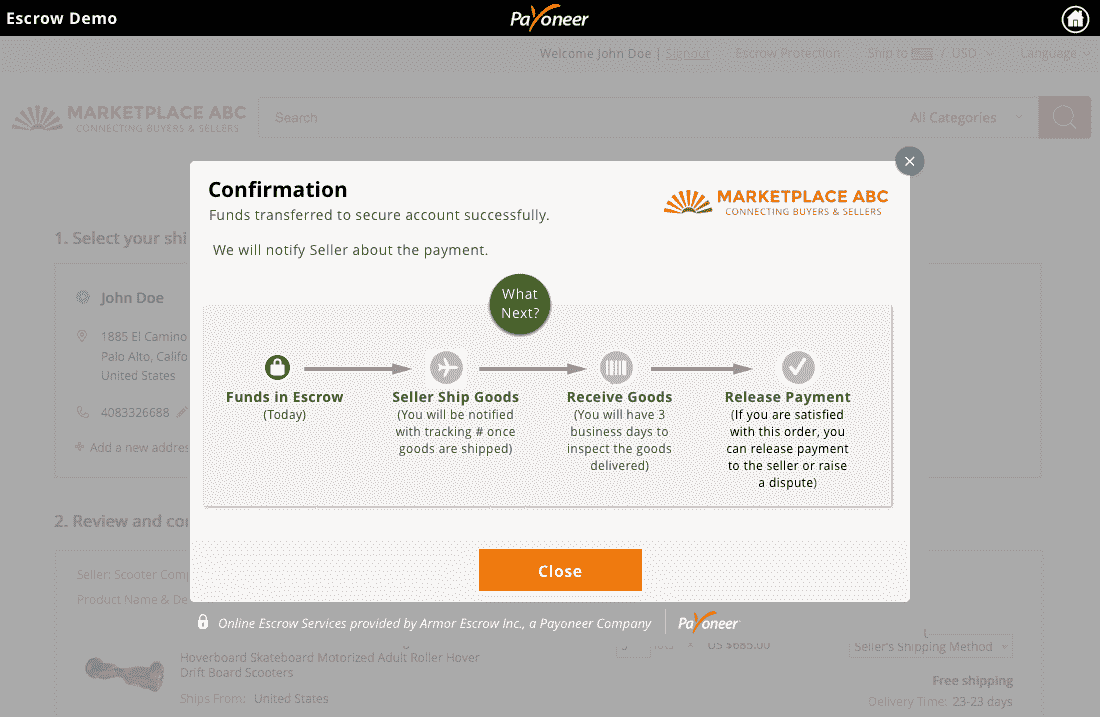 Escrow Demo
Payoneer
Welcome John Doe | Signout
Escrow Protection
Ship to / USD
Language
MARKETPLACE ABC
CONNECTING BUYERS & SELLERS
Search
All Categories
Confirmation
Funds transferred to secure account successfully.
We will notify Seller about the payment.
MARKETPLACE ABC
CONNECTING BUYERS & SELLERS
1. Select your shi
John Doe
1885 El Camino
Palo Alto, Califo
United States
4083326688
+ Add a new addres
What
Next?
Funds in Escrow
(Today)
Seller Ship Goods
(You will be notified
with tracking # once
goods are shipped)
Receive Goods
(You will have 3
business days to
inspect the goods
delivered)
Release Payment
(If you are satisfied
with this order, you
can release payment
to the seller or raise
a dispute)
2. Review and con
Close
Seller: Scooter Comp
Product Name & De
Online Escrow Services provided by Armor Escrow Inc., a Payoneer Company
Payoneer
Hoverboard Skateboard Motorized Adult Roller Hover
Drift Board Scooters
Ships From: United States
x US $685.00
Seller's Shipping Method
Free shipping
Delivery Time: 23-23 days